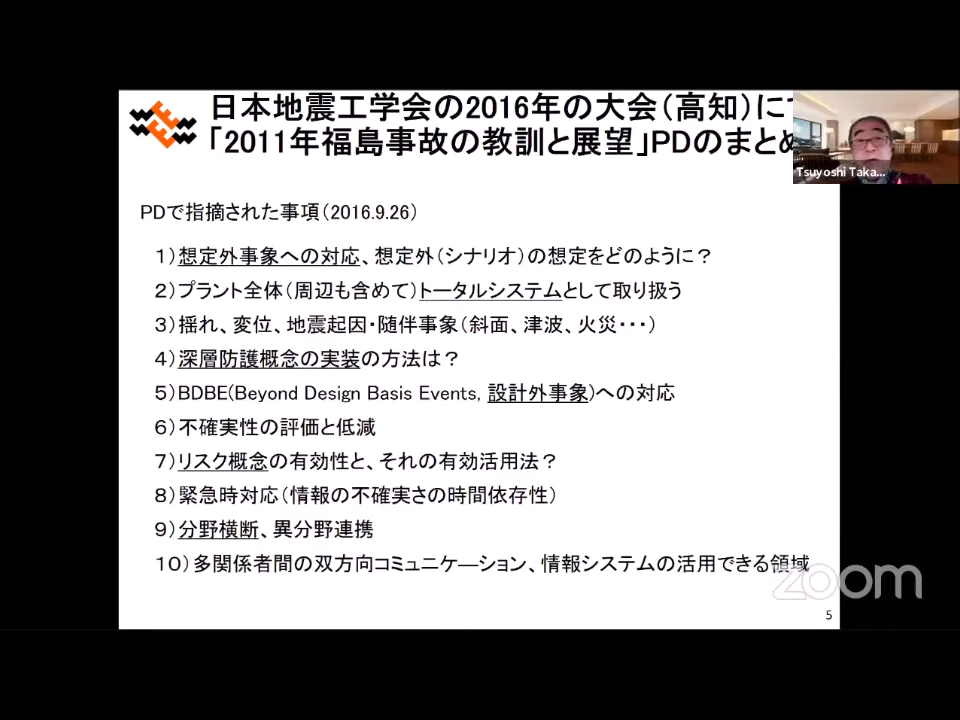 日本地震工学会の2016年の大会（高知）に
「2011年福島事故の教訓と展望」PDのまとめ
Tsuyoshi Taka...
PDで指摘された事項（2016.9.26）
１）想定外事象への対応、想定外（シナリオ）の想定をどのように？
２）プラント全体（周辺も含めて）トータルシステムとして取り扱う
３）揺れ、変位、地震起因・随伴事象（斜面、津波、火災・・・）
４）深層防護概念の実装の方法は？
５）BDBE(Beyond Design Basis Events, 設計外事象)への対応
６）不確実性の評価と低減
７）リスク概念の有効性と、それの有効活用法？
８）緊急時対応（情報の不確実さの時間依存性）
９）分野横断、異分野連携
１０）多関係者間の双方向コミュニケ―ション、情報システムの活用できる領域
zoom
5